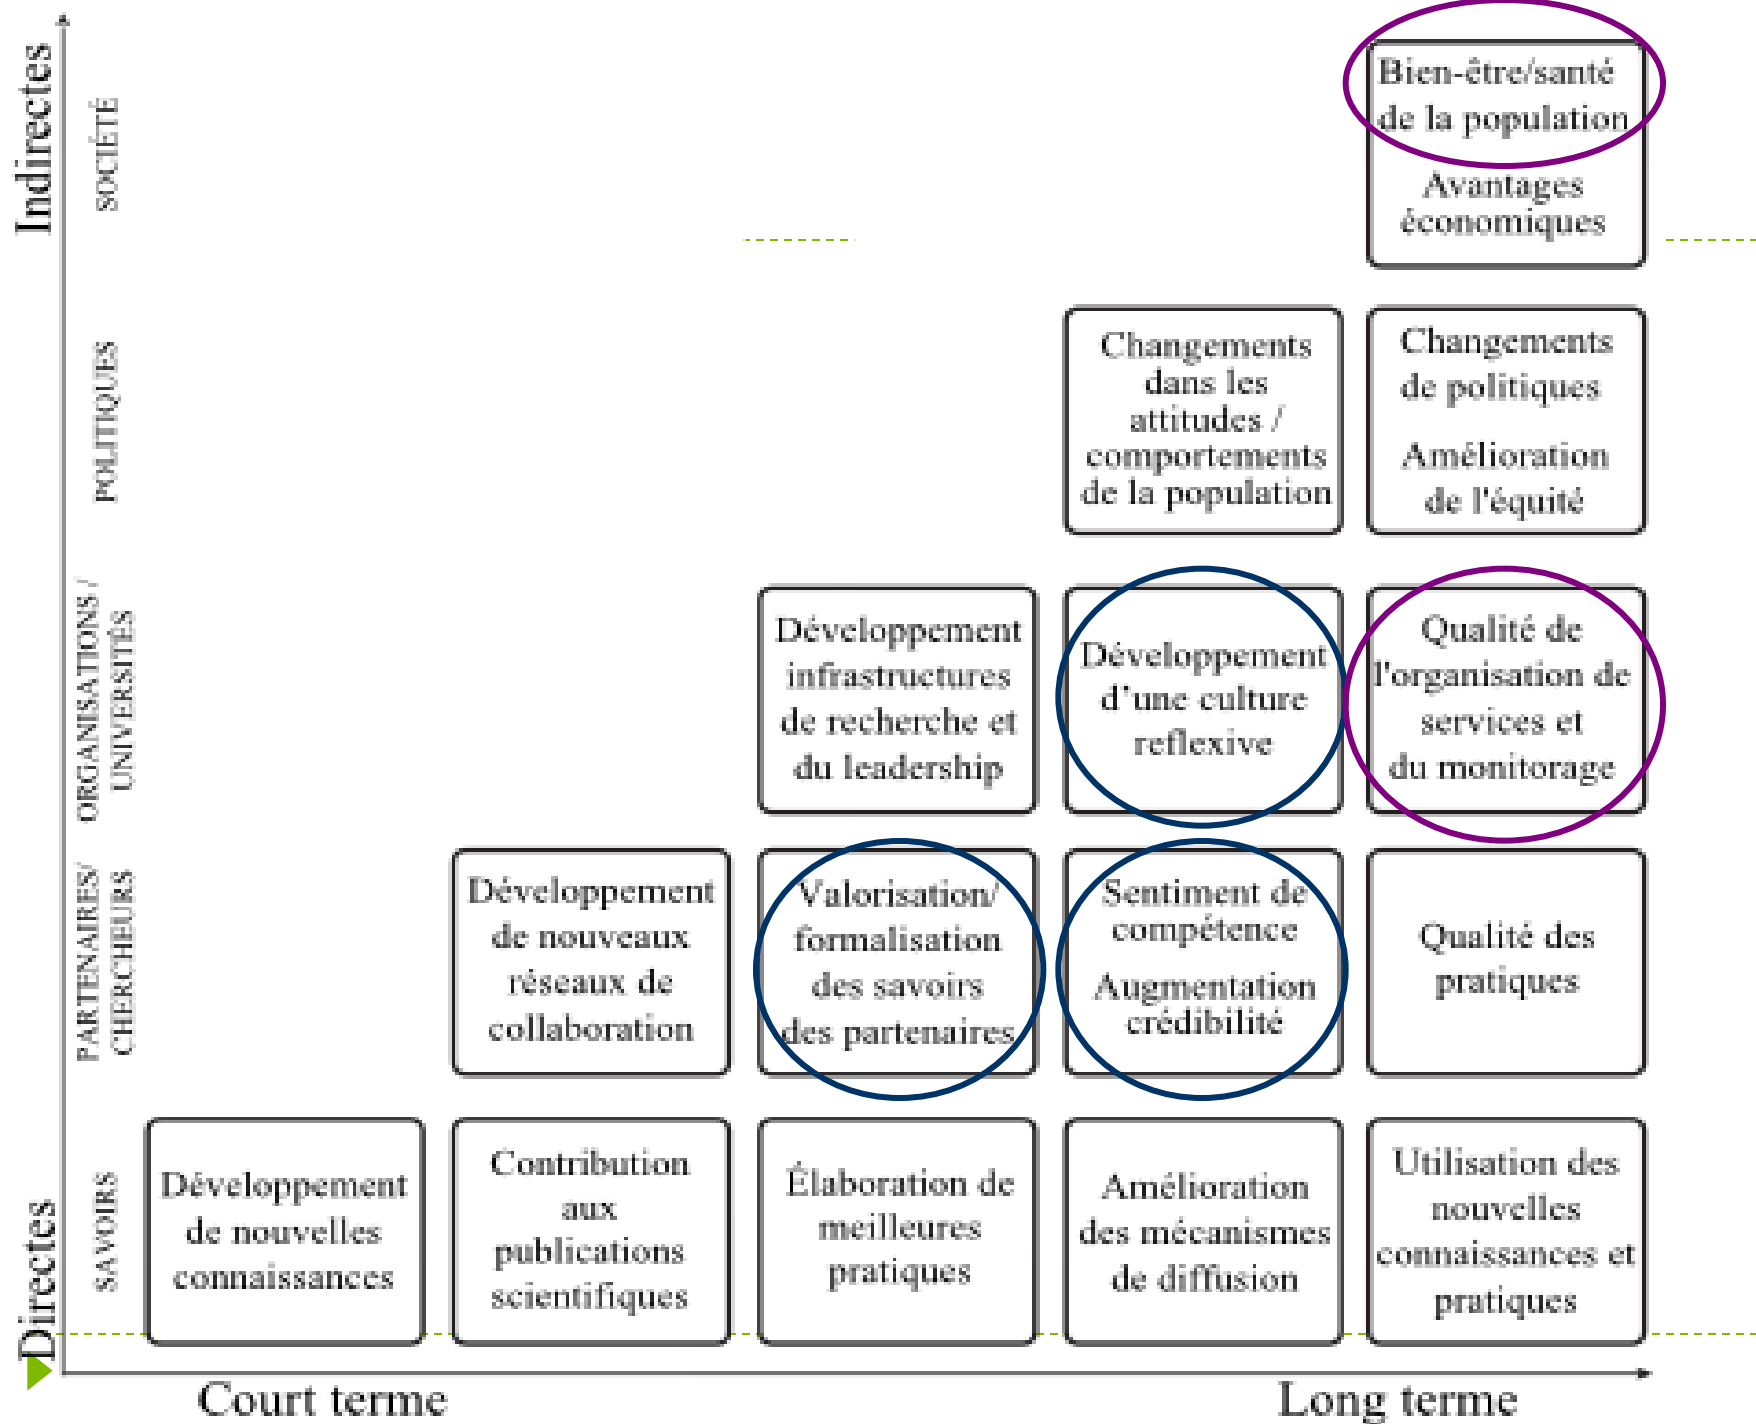 Indirectes
SOCIÉTÉ
Bien-être/santé
de la population
Avantages
économiques
POLITIQUES
Changements
dans les
attitudes /
comportements
de la population
Changements
de politiques
Amélioration
de l'équité
ORGANISATIONS /
UNIVERSITÉS
Développement
infrastructures
de recherche et
du leadership
Développement
d’une culture
reflexive
Qualité de
l'organisation de
services et
du monitorage
PARTENAIRES/
CHERCHEURS
Développement
de nouveaux
réseaux de
collaboration
Valorisation/
formalisation
des savoirs
des partenaires
Sentiment de
compétence
Augmentation
crédibilité
Qualité des
pratiques
Directes
SAVOIRS
Développement
de nouvelles
connaissances
Contribution
aux
publications
scientifiques
Élaboration de
meilleures
pratiques
Amélioration
des mécanismes
de diffusion
Utilisation des
nouvelles
connaissances et
pratiques
Court terme
Long terme